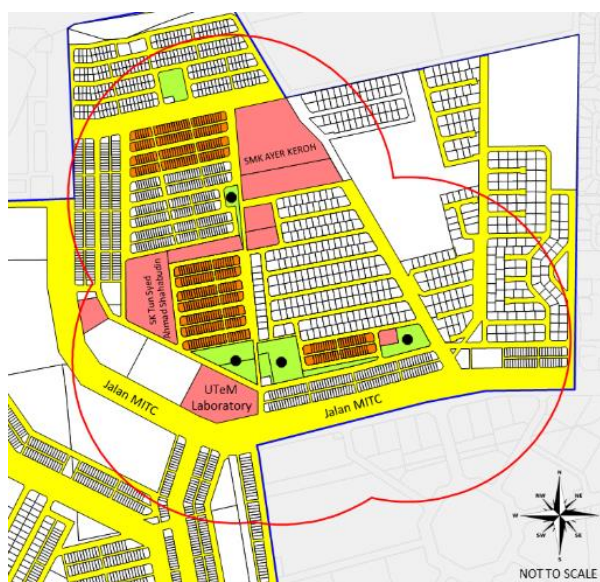 SMK AYER KEROH
SK Tun Syed
Ahmad Shahabudin
UTeM
Laboratory
Jalan MITC
Jalan MITC
N
NW
NE
W
E
SW
SE
S
NOT TO SCALE